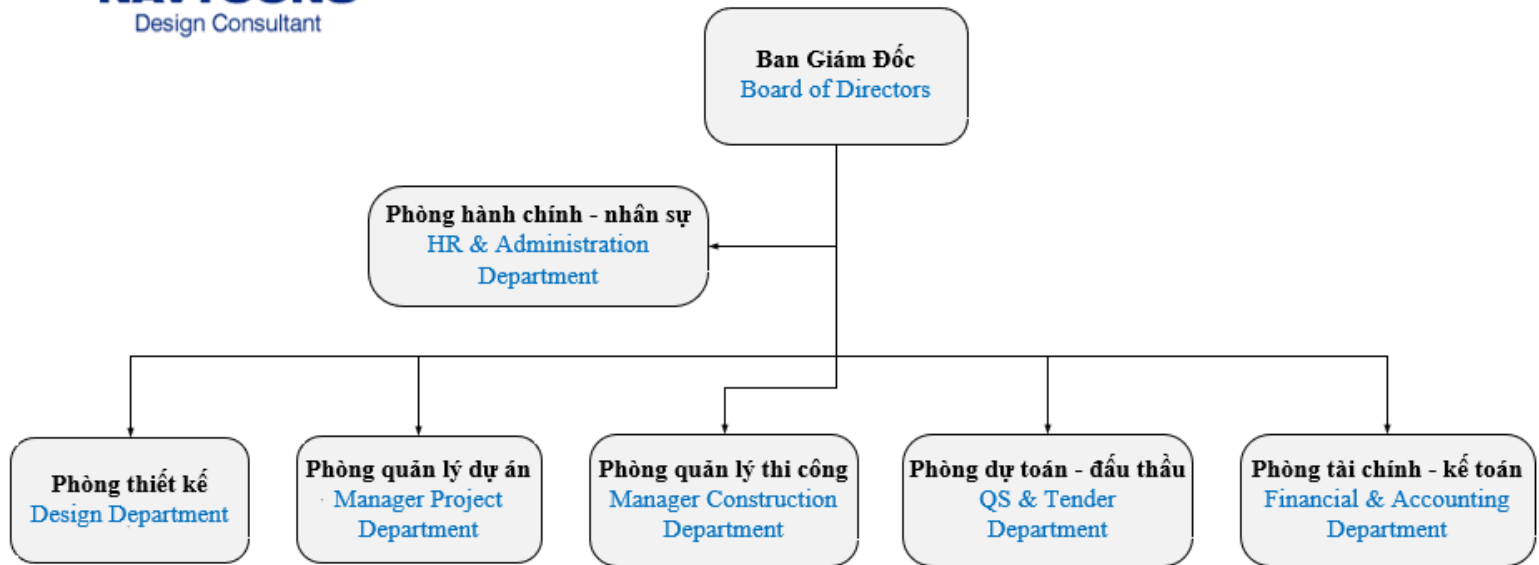 Design Consultant
Ban Giám Đốc
Board of Directors
Phòng hành chính - nhân sự
HR & Administration
Department
Phòng thiết kế
Design Department
Phòng quản lý dự án
Manager Project
Department
Phòng quản lý thi công
Manager Construction
Department
Phòng dự toán - đấu thầu
QS & Tender
Department
Phòng tài chính - kế toán
Financial & Accounting
Department